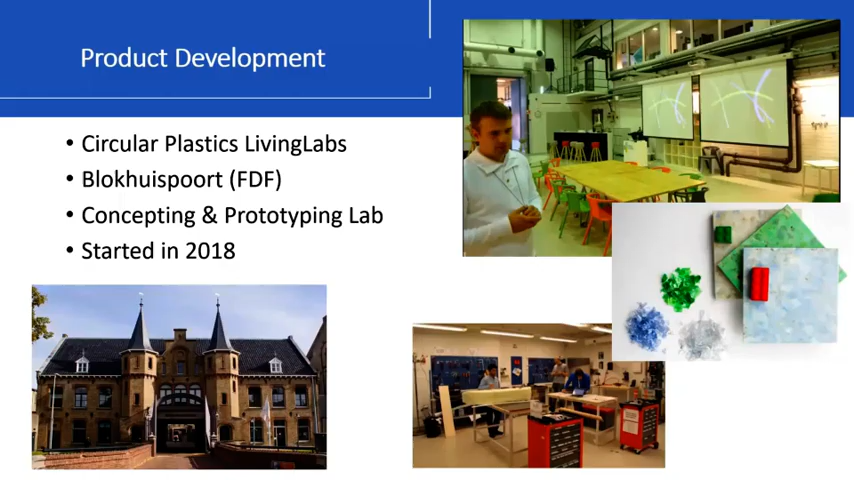 Product Development
• Circular Plastics LivingLabs
• Blokhuispoort (FDF)
• Concepting & Prototyping Lab
• Started in 2018